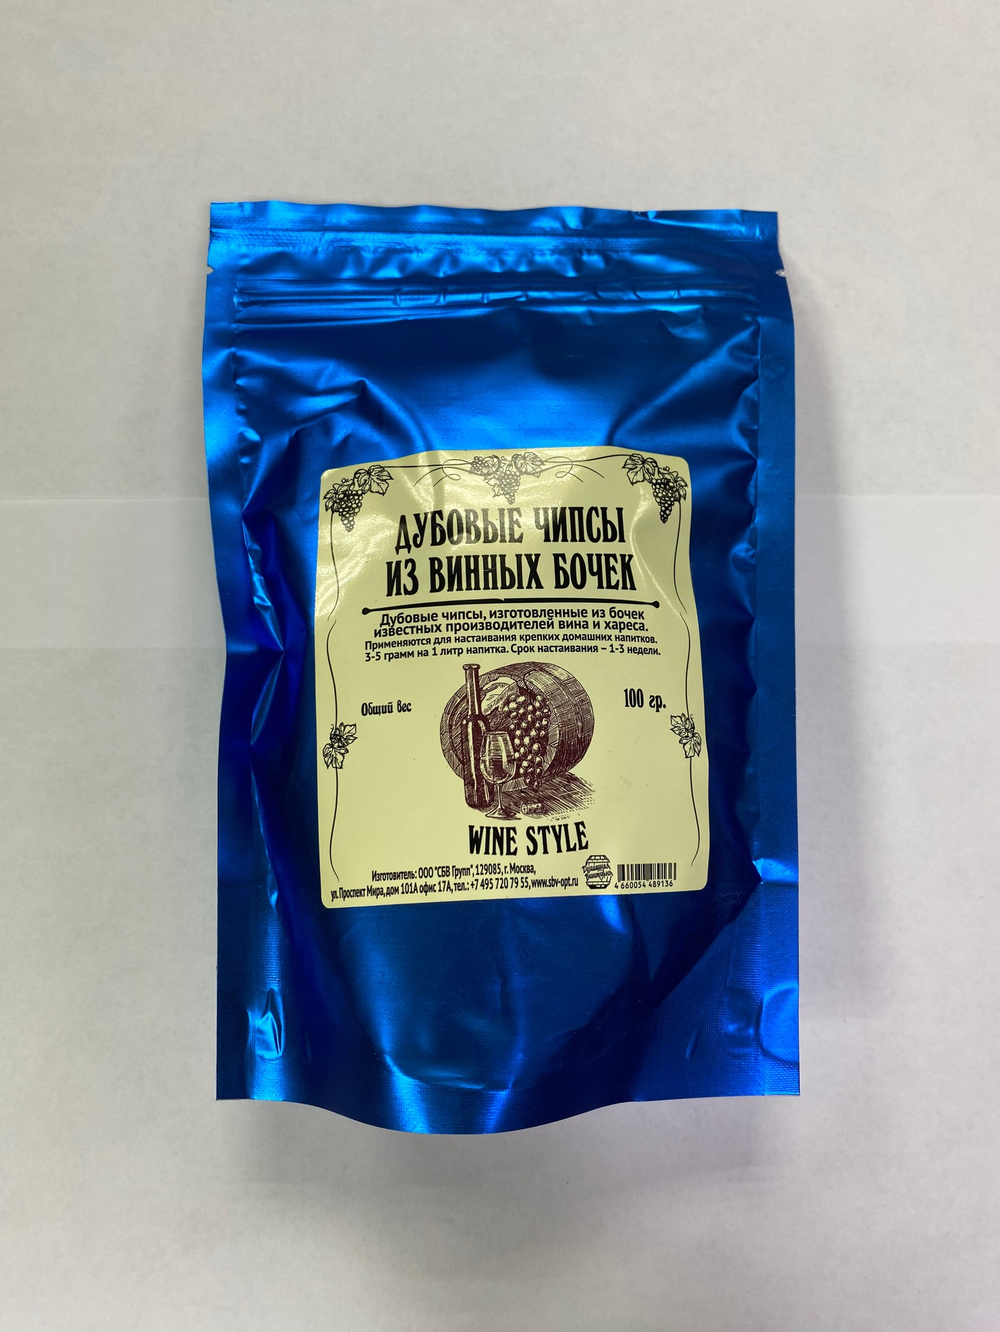 ДУБОВЫЕ ЧИПСЫ
ИЗ ВИННЫХ БОЧЕК
Дубовые чипсы, изготовленные из бочек
известных производителей вина и хереса.
Применяются для настаивания крепких домашних напитков.
3-5 грамм на 1 литр напитка. Срок настаивания – 1-3 недели.
Общий вес 100 гр.
WINE STYLE
Изготовитель: ООО "СБВ Групп", 129085, г. Москва,
ул. Проспект Мира, дом 101А офис 17А, тел.: +7 495 720 79 55, www.sbv-opt.ru
4 660054 489136